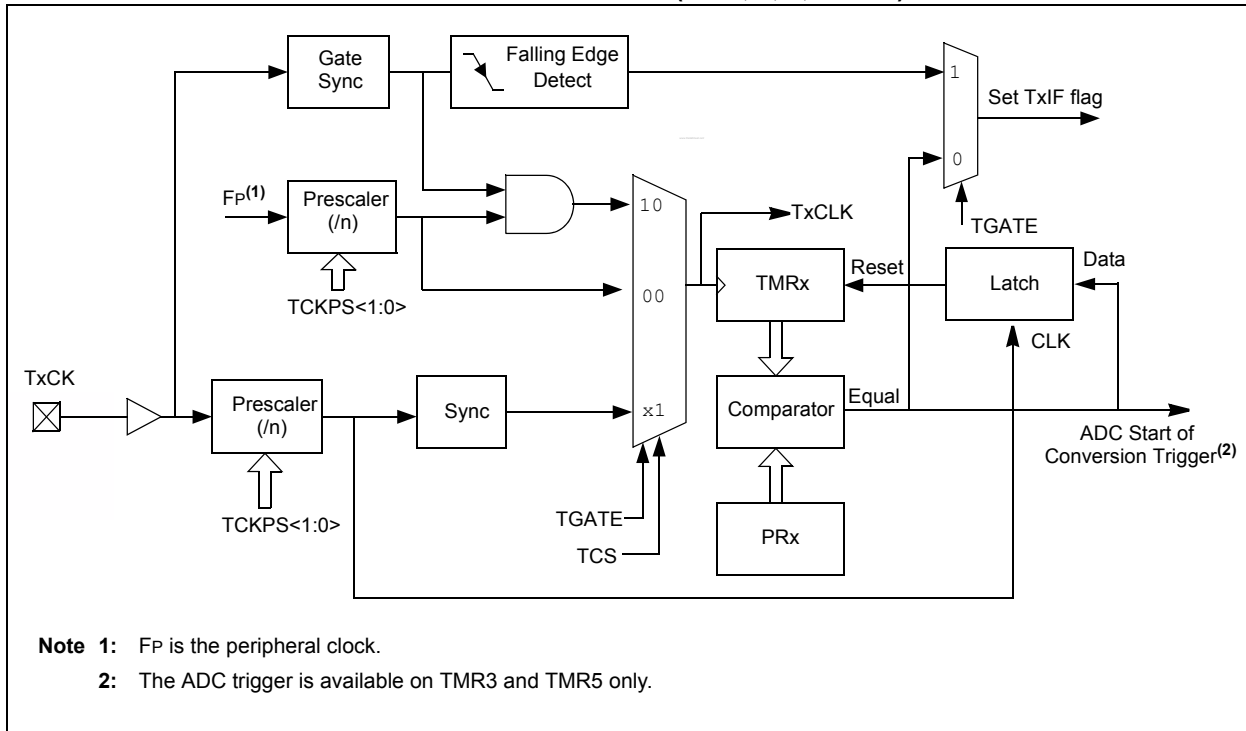 Gate
Sync
Falling Edge
Detect
1
Set TxIF flag
0
TGATE
FP(1)
Prescaler
(/n)
TCKPS<1:0>
10
00
x1
TxCLK
TMRx
Reset
Latch
Data
CLK
TxCK
Prescaler
(/n)
TCKPS<1:0>
Sync
Comparator
Equal
ADC Start of
Conversion Trigger(2)
TGATE
TCS
PRx
Note 1: FP is the peripheral clock.
2: The ADC trigger is available on TMR3 and TMR5 only.